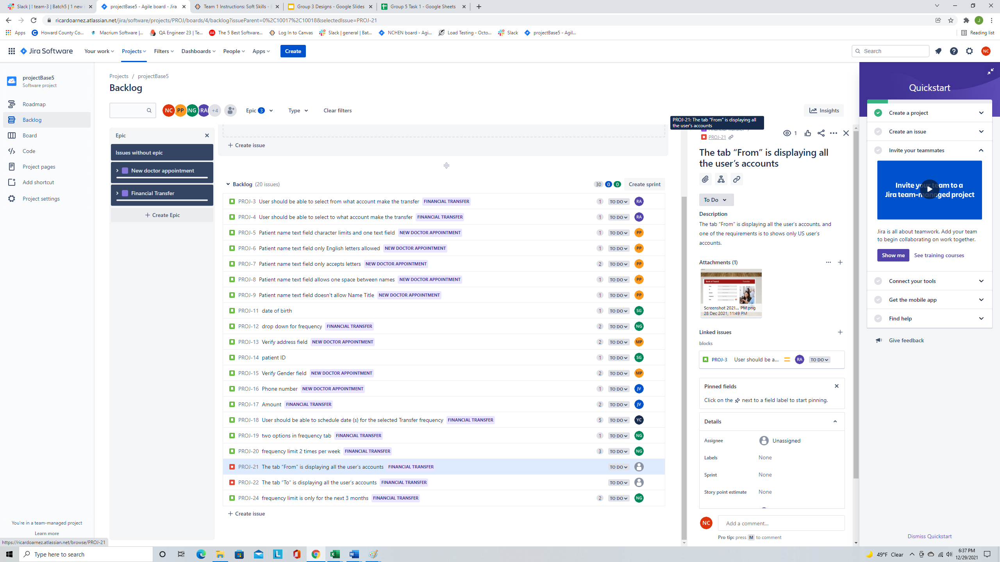 Slack | ! team-3 | Batch5 | 1 new i
projectBase5 - Agile board - Jira
Team 1 Instructions: Soft Skills -
Group 3 Designs - Google Slides
Group 5 Task 1 - Google Sheets
ricardoarnez.atlassian.net/jira/software/projects/PROJ/boards/4/backlog?issueParent=0%2C10017%2C10018&selectedIssue=PROJ-21
J
Apps
Howard County Co...
Macrium Software |...
QA Engineer 23 | Te...
The 5 Best Software...
Log In to Canvas
Slack | general | Bat...
NCHEN board - Agi...
Load Testing - Octo...
Slack
projectBase5 - Agil...
Reading list
Jira Software
Your work
Projects
Filters
Dashboards
People
Apps
Create
Search
NC
projectBase5
Software project
Roadmap
Backlog
Board
Code
Project pages
Add shortcut
Project settings
You're in a team-managed project
Learn more
https://ricardoarnez.atlassian.net/browse/PROJ-21
Projects / projectBase5
Backlog
NC PP NG RA +4
Epic 3
Type
Clear filters
Insights
Epic
Issues without epic
New doctor appointment
Financial Transfer
+ Create Epic
+ Create issue
Backlog (20 issues) 30 0 0 Create sprint
PROJ-3 User should be able to select from what account make the transfer FINANCIAL TRANSFER 1 TO DO RA
PROJ-4 User should be able to select to what account make the transfer FINANCIAL TRANSFER 1 TO DO RA
PROJ-5 Patient name text field character limits and one text field NEW DOCTOR APPOINTMENT 1 TO DO PP
PROJ-6 Patient name text field only English letters allowed NEW DOCTOR APPOINTMENT 1 TO DO PP
PROJ-7 Patient name text field only accepts letters NEW DOCTOR APPOINTMENT 2 TO DO PP
PROJ-8 Patient name text field allows one space between names NEW DOCTOR APPOINTMENT 1 TO DO PP
PROJ-9 Patient name text field doesn't allow Name Title NEW DOCTOR APPOINTMENT 1 TO DO PP
PROJ-11 date of birth 1 TO DO SG
PROJ-12 drop down for frequency FINANCIAL TRANSFER 2 TO DO NG
PROJ-13 Verify address field NEW DOCTOR APPOINTMENT 2 TO DO MP
PROJ-14 patient ID 1 TO DO SG
PROJ-15 Verify Gender field NEW DOCTOR APPOINTMENT 2 TO DO MP
PROJ-16 Phone number NEW DOCTOR APPOINTMENT 1 TO DO JV
PROJ-17 Amount FINANCIAL TRANSFER 2 TO DO JV
PROJ-18 User should be able to schedule date (s) for the selected Transfer frequency FINANCIAL TRANSFER 5 TO DO YC
PROJ-19 two options in frequency tab FINANCIAL TRANSFER 1 TO DO NG
PROJ-20 frequency limit 2 times per week FINANCIAL TRANSFER 3 TO DO NG
PROJ-21 The tab “From” is displaying all the user’s accounts FINANCIAL TRANSFER TO DO
PROJ-22 The tab “To” is displaying all the user’s accounts FINANCIAL TRANSFER TO DO
PROJ-24 frequency limit is only for the next 3 months FINANCIAL TRANSFER 2 TO DO NG
+ Create issue
PROJ-21: The tab “From” is displaying all
the user’s accounts
PROJ-21
1
The tab “From” is displaying all
the user’s accounts
To Do
Description
The tab “From” is displaying all the user’s accounts, and
one of the requirements is to shows only US user’s
accounts.
Attachments (1)
Bank of Team5 Transfer
Screenshot 2021... PM.png
28 Dec 2021, 11:49 PM
Linked issues
blocks
PROJ-3 User should be a... RA TO DO
Pinned fields
Click on the next to a field label to start pinning.
Details
Assignee Unassigned
Labels None
Sprint None
Story point estimate None
NC Add a comment...
Pro tip: press M to comment
Quickstart
Create a project
Create an issue
Invite your teammates
Invite your team to a
Jira team-managed project
Jira is all about teamwork. Add your team
to begin collaborating on work together.
Show me See training courses
Connect your tools
Get the mobile app
Find help
Give feedback
Dismiss Quickstart
Type here to search
49°F Clear
6:37 PM
12/29/2021